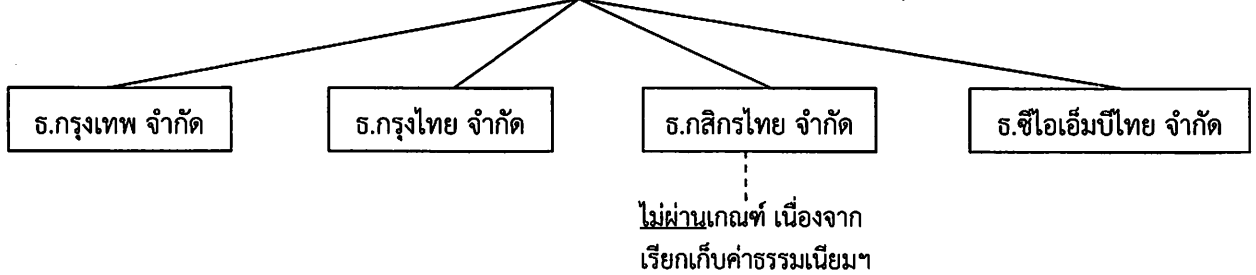 ธ.กรุงเทพ จำกัด
ธ.กรุงไทย จำกัด
ธ.กสิกรไทย จำกัด
ธ.ซีไอเอ็มบีไทย จำกัด
ไม่ผ่านเกณฑ์ เนื่องจาก
เรียกเก็บค่าธรรมเนียมฯ